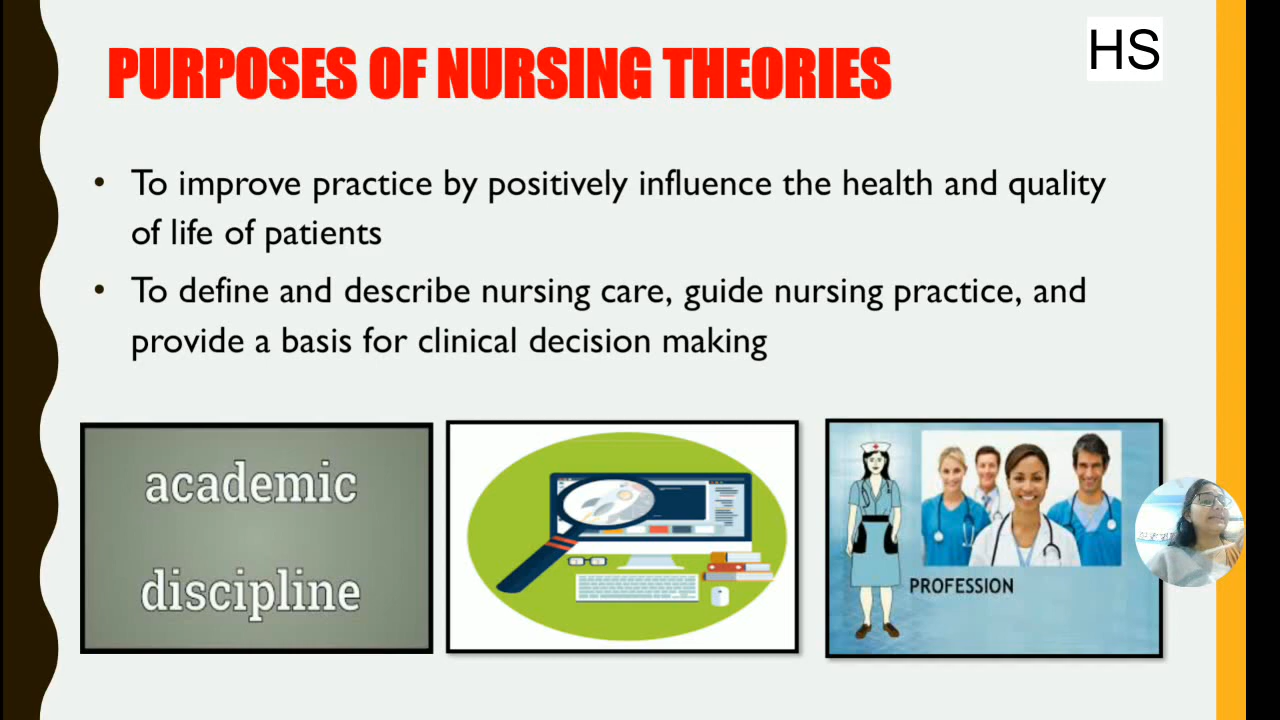 PURPOSES OF NURSING THEORIES
HS
• To improve practice by positively influence the health and quality
of life of patients
• To define and describe nursing care, guide nursing practice, and
provide a basis for clinical decision making
academic
discipline
PROFESSION